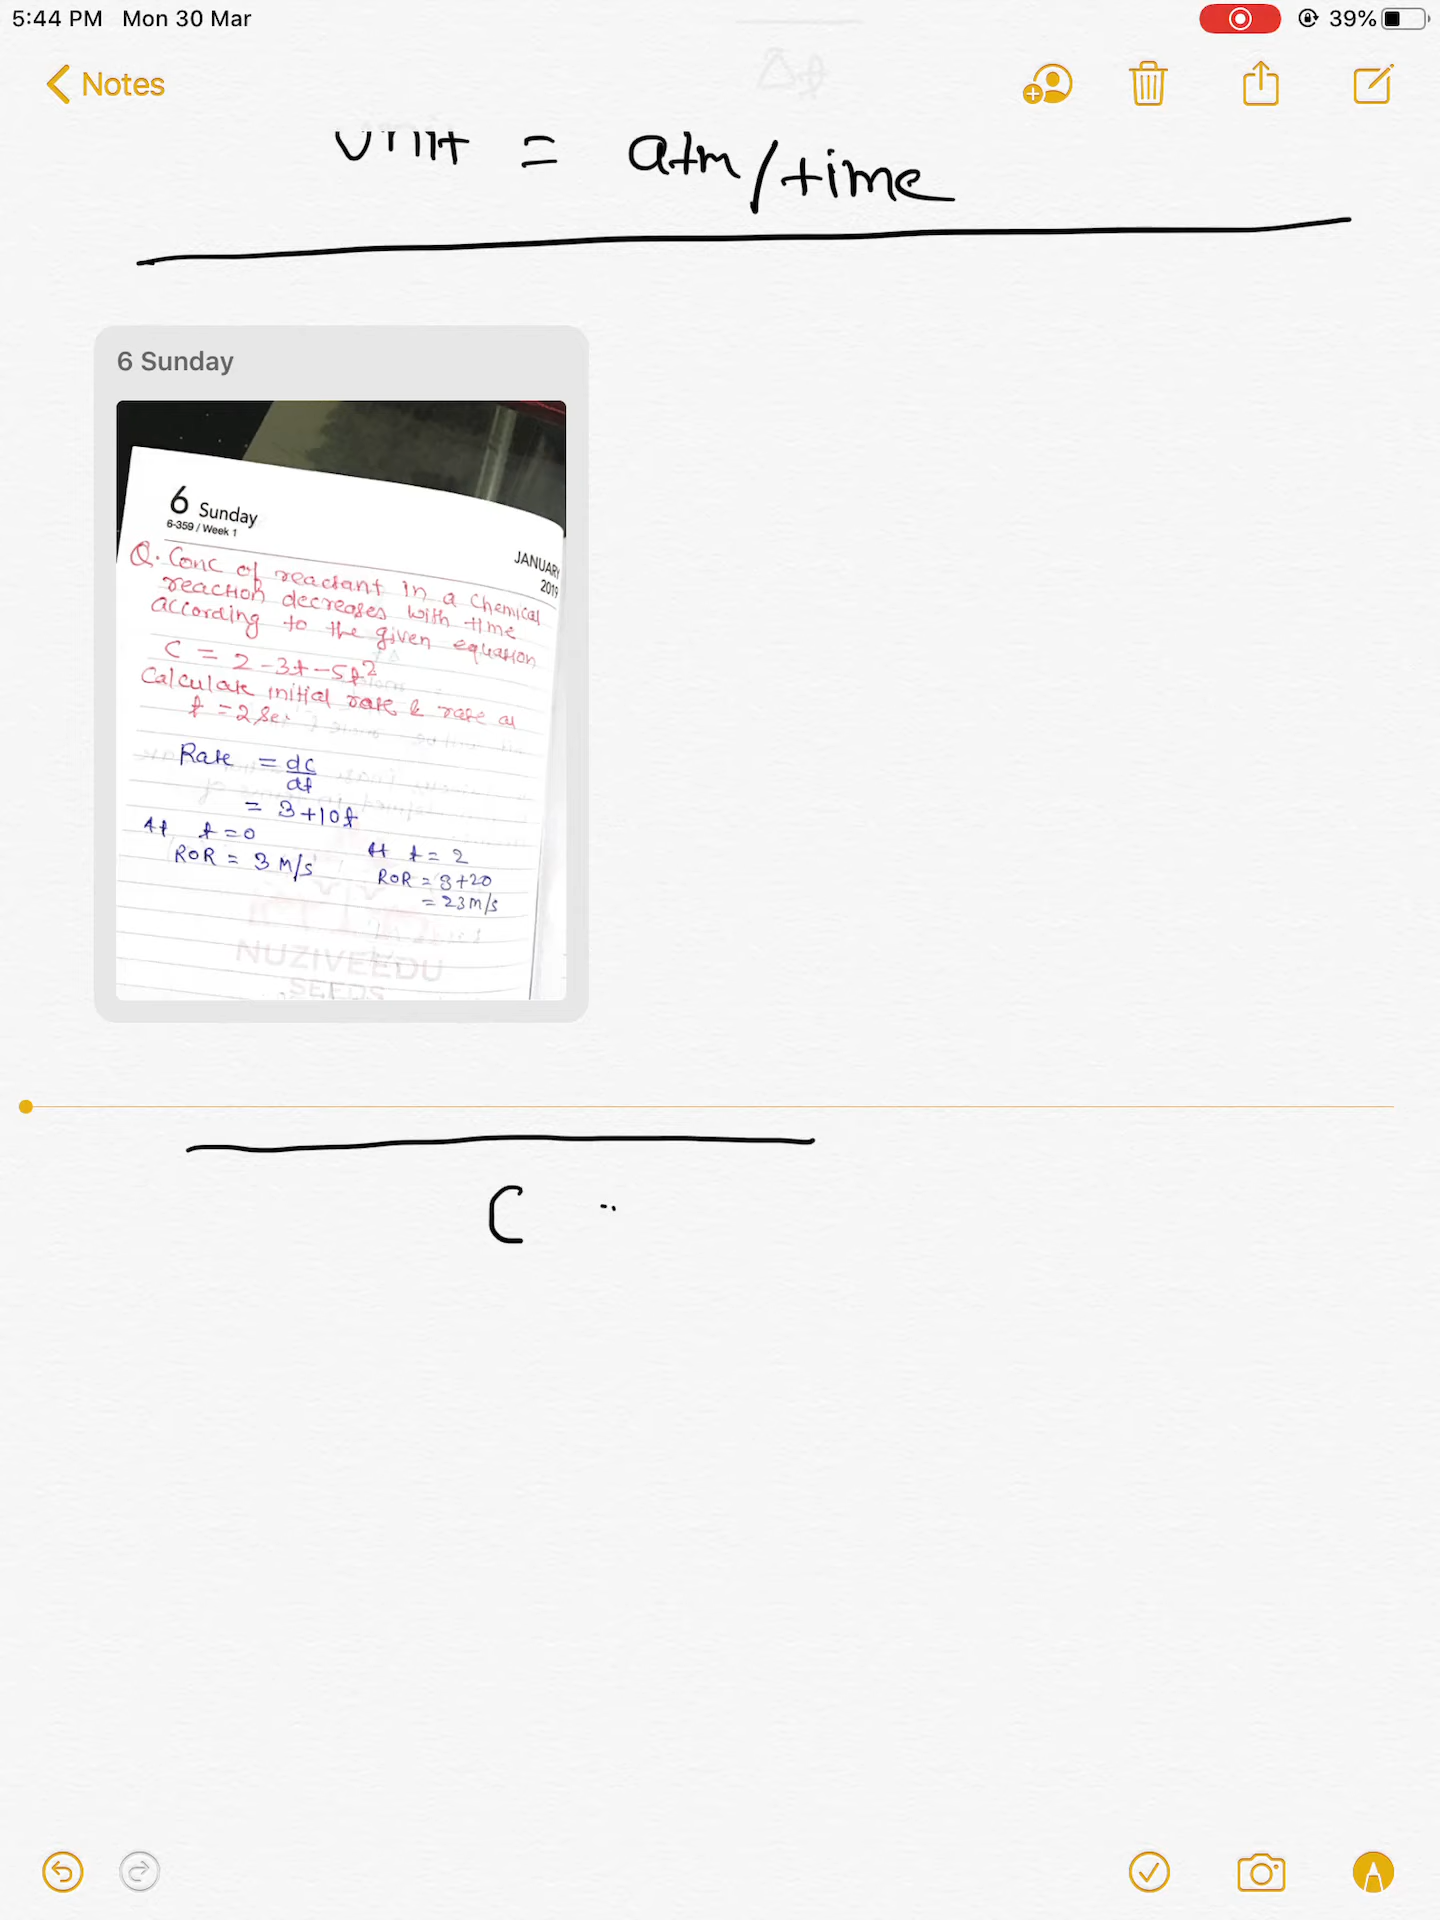 5:44 PM Mon 30 Mar
39%
Notes
Δt
Unit = atm/time
6 Sunday
6 Sunday
6-359 / Week 1
JANUARY
2019
Q. Conc of reactant in a chemical
reaction decreases with time
according to the given equation
C = 2 - 3t - 5t²
Calculate initial rate & rate at
t = 2 Sec
Rate = dc
dt
= 3 + 10t
At t = 0
ROR = 3 M/s
At t = 2
ROR = 3 + 20
= 23 M/s
NUZIVEEDU
SEEDS
C